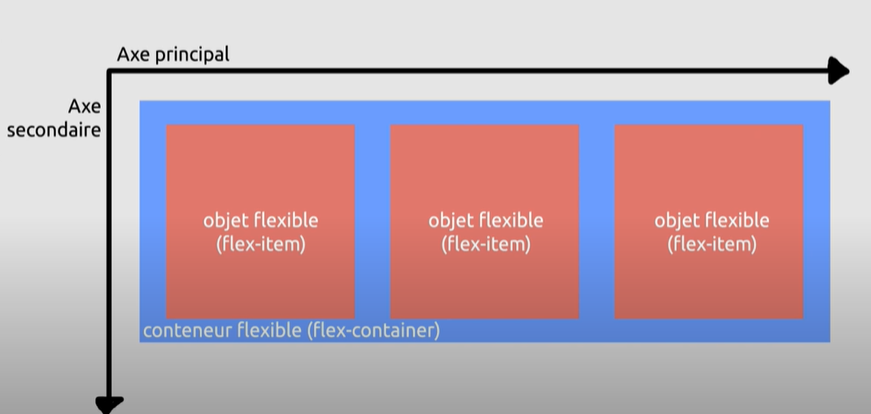 Axe principal
Axe
secondaire
objet flexible
(flex-item)
objet flexible
(flex-item)
objet flexible
(flex-item)
conteneur flexible (flex-container)